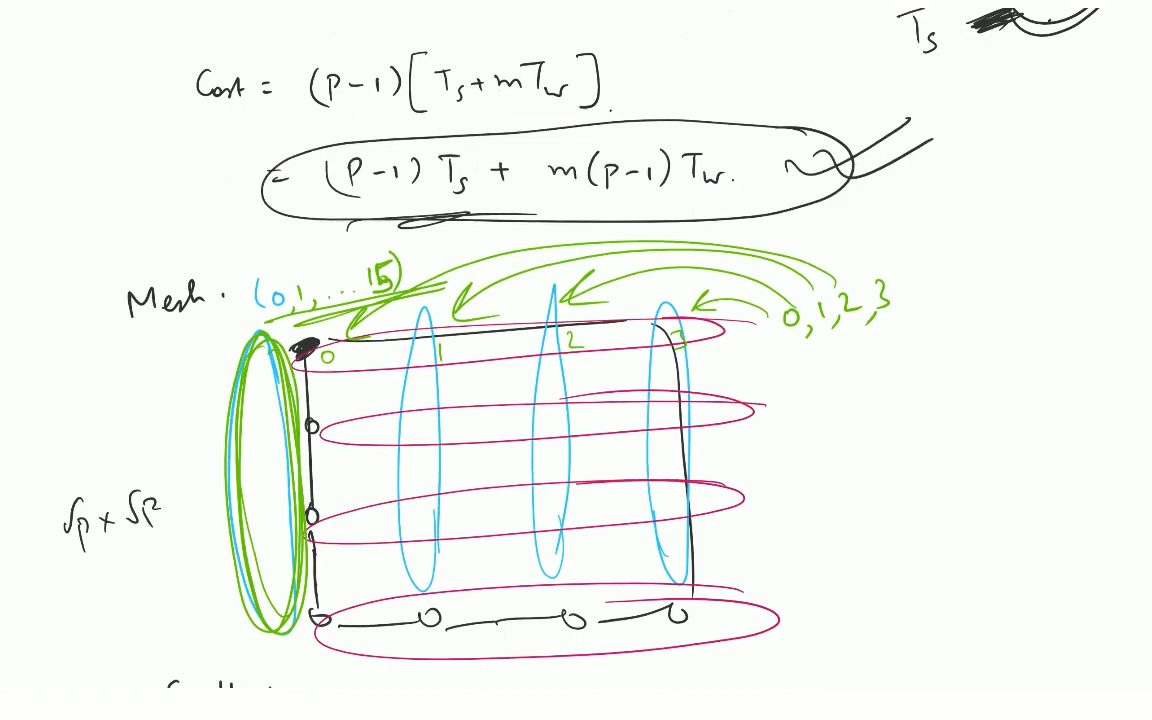 Ts
Cost = (P-1)[Ts+mTw].
= (P-1) Ts + m(p-1) Tw.
Mesh. (0,1,...15)
0,1,2,3
0 1 2 3
√p × √p